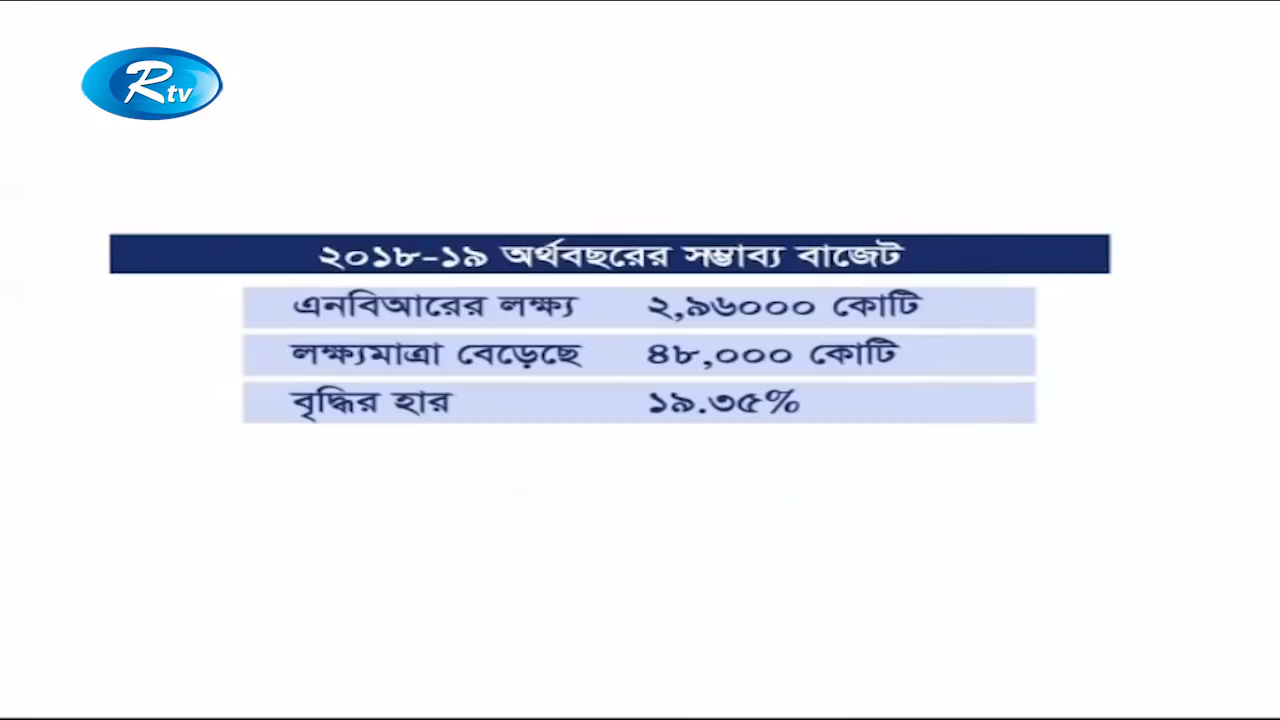 Rtv
২০১৮-১৯ অর্থবছরের সম্ভাব্য বাজেট
এনবিআরের লক্ষ্য ২,৯৬০০০ কোটি
লক্ষ্যমাত্রা বেড়েছে ৪৮,০০০ কোটি
বৃদ্ধির হার ১৯.৩৫%